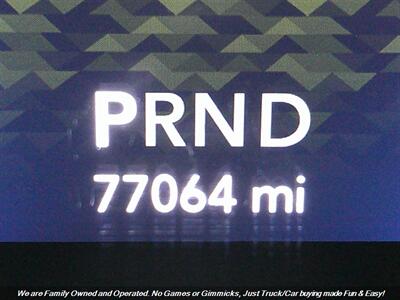 PRND
77064 mi
We are Family Owned and Operated. No Games or Gimmicks, Just Truck/Car buying made Fun & Easy!